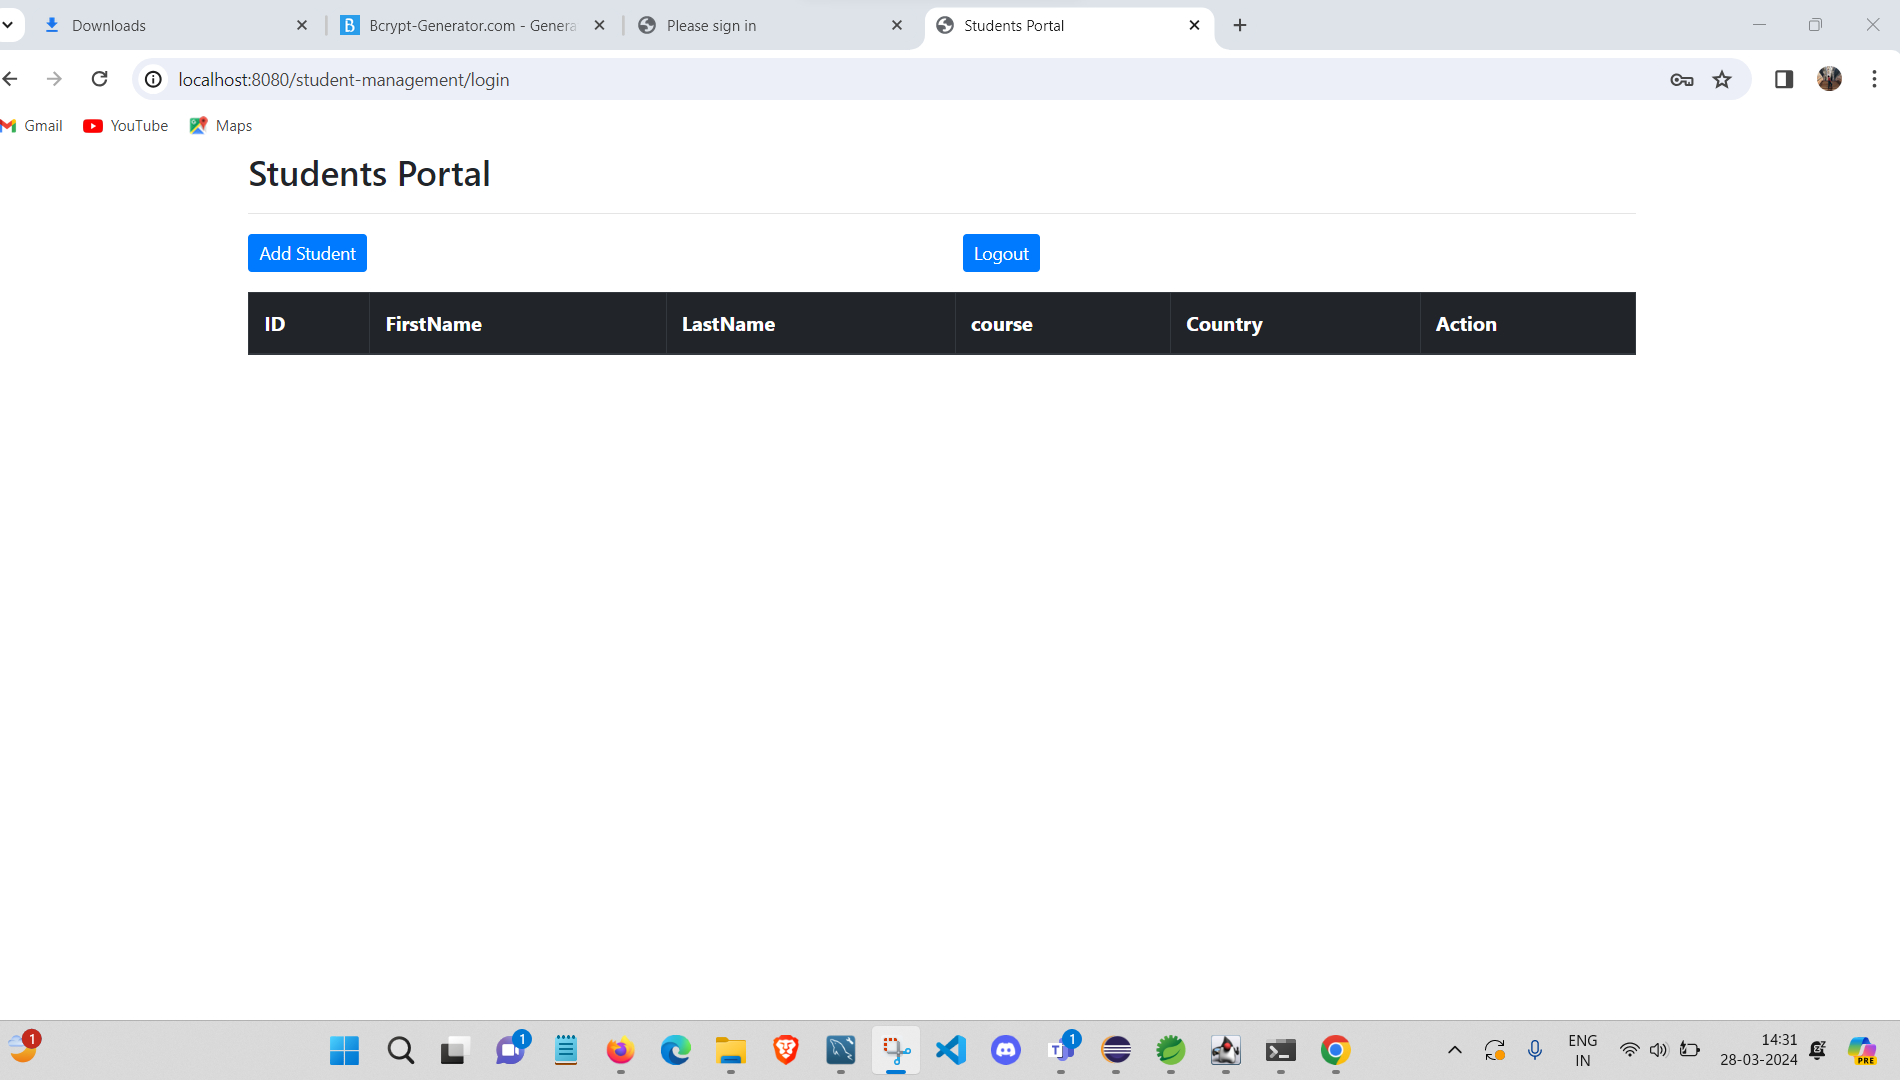 Downloads
Bcrypt-Generator.com - Genera
Please sign in
Students Portal
localhost:8080/student-management/login
Gmail YouTube Maps
Students Portal
Add Student Logout
ID FirstName LastName course Country Action
1
1
T
1
ENG
IN
14:31
28-03-2024
PRE